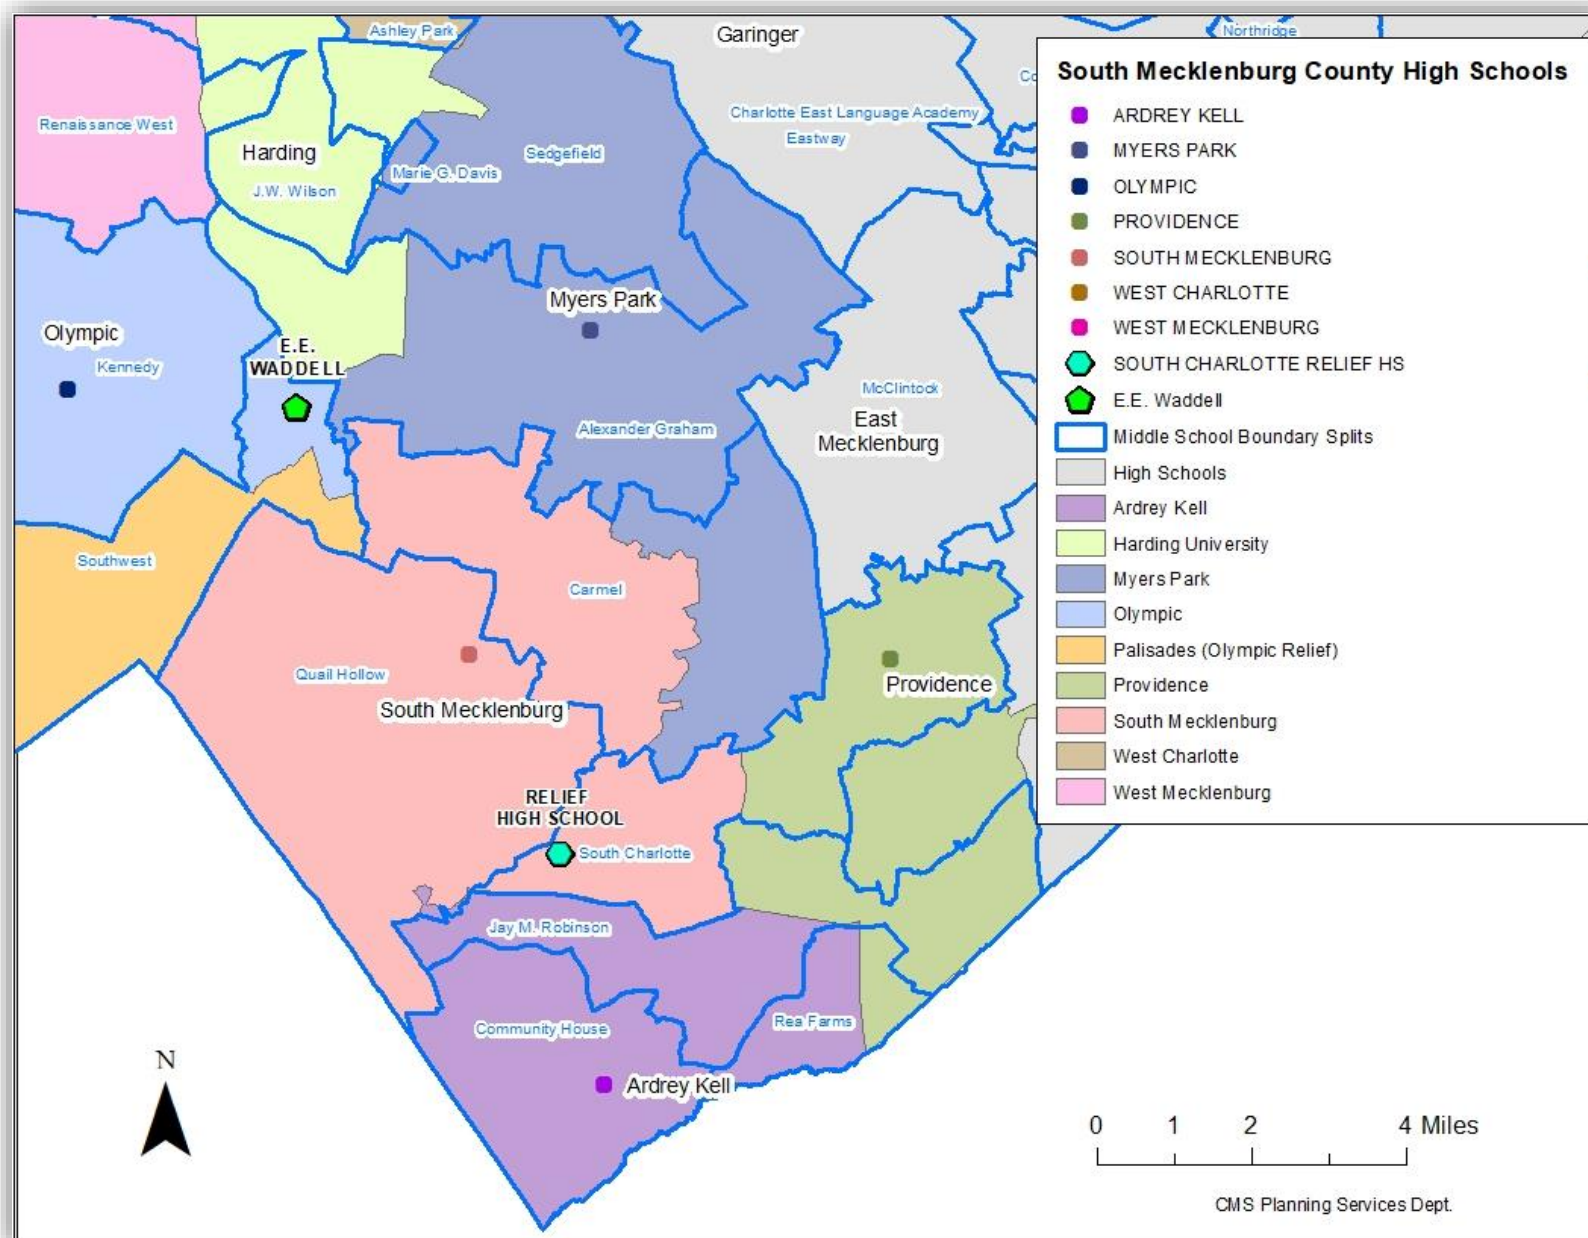 Ashley Park
Garinger
Northridge
Renaissance West
Charlotte East Language Academy
Eastway
Harding
Sedgefield
Marie G. Davis
J.W. Wilson
Myers Park
Olympic
Kennedy
E.E.
WADDELL
McClintock
East
Mecklenburg
Alexander Graham
Southwest
Carmel
Quail Hollow
South Mecklenburg
Providence
RELIEF
HIGH SCHOOL
South Charlotte
Jay M. Robinson
Community House
Rea Farms
Ardrey Kell
South Mecklenburg County High Schools
ARDREY KELL
MYERS PARK
OLYMPIC
PROVIDENCE
SOUTH MECKLENBURG
WEST CHARLOTTE
WEST MECKLENBURG
SOUTH CHARLOTTE RELIEF HS
E.E. Waddell
Middle School Boundary Splits
High Schools
Ardrey Kell
Harding University
Myers Park
Olympic
Palisades (Olympic Relief)
Providence
South Mecklenburg
West Charlotte
West Mecklenburg
N
0 1 2 4 Miles
CMS Planning Services Dept.